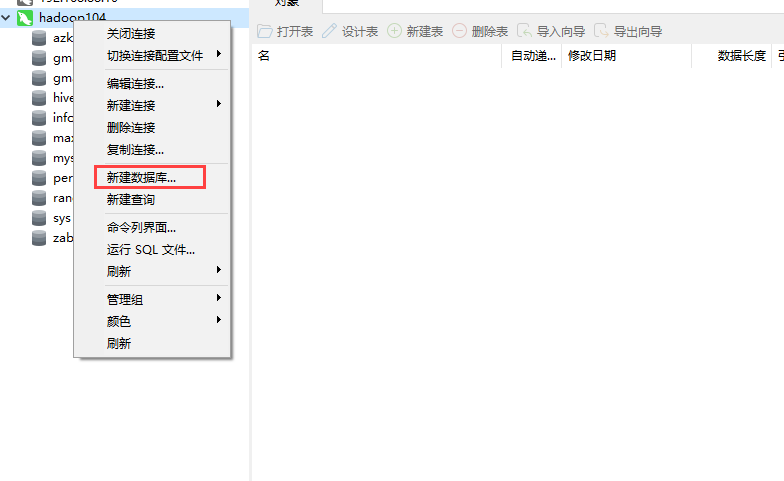 hadoop104
对象
打开表 设计表 新建表 删除表 导入向导 导出向导
名 自动递... 修改日期 数据长度
azk
gma
gma
hive
info
max
mys
per
ran
sys
zab
关闭连接
切换连接配置文件
编辑连接...
新建连接
删除连接
复制连接...
新建数据库...
新建查询
命令列界面...
运行 SQL 文件...
刷新
管理组
颜色
刷新